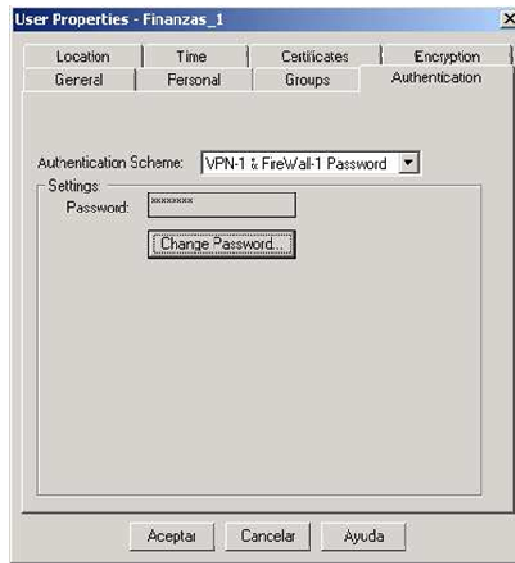 User Properties - Finanzas_1
Location Time Certificates Encryption
General Personal Groups Authentication
Authentication Scheme: VPN-1 & FireWall-1 Password
Settings
Password: ********
Change Password...
Aceptar Cancelar Ayuda